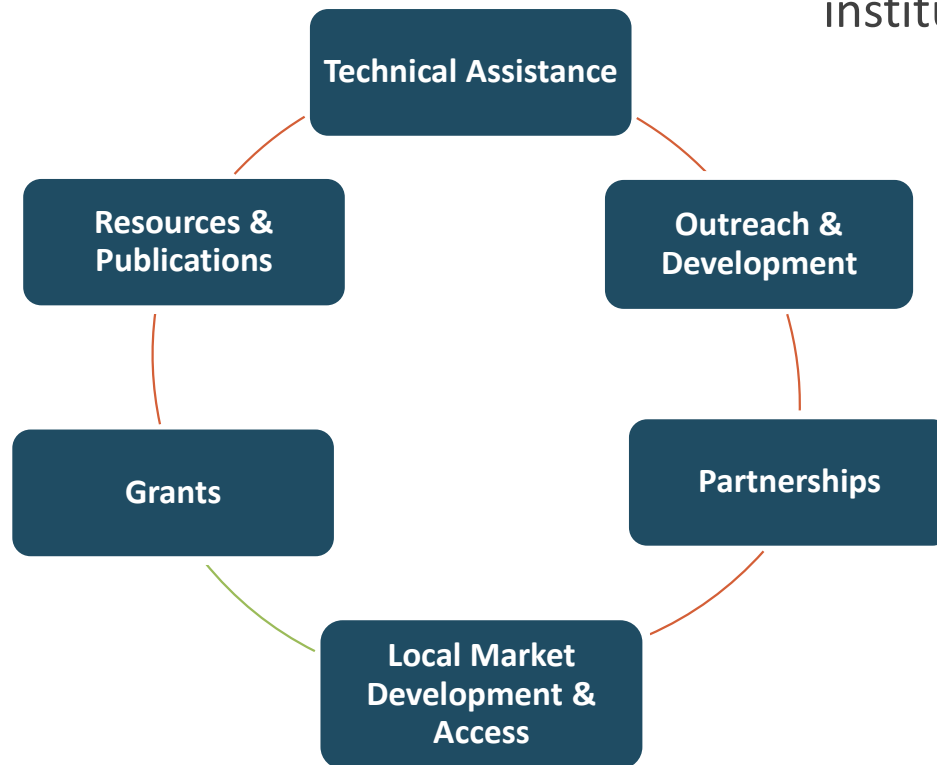 Technical Assistance
Resources &
Publications
Outreach &
Development
Grants
Partnerships
Local Market
Development &
Access